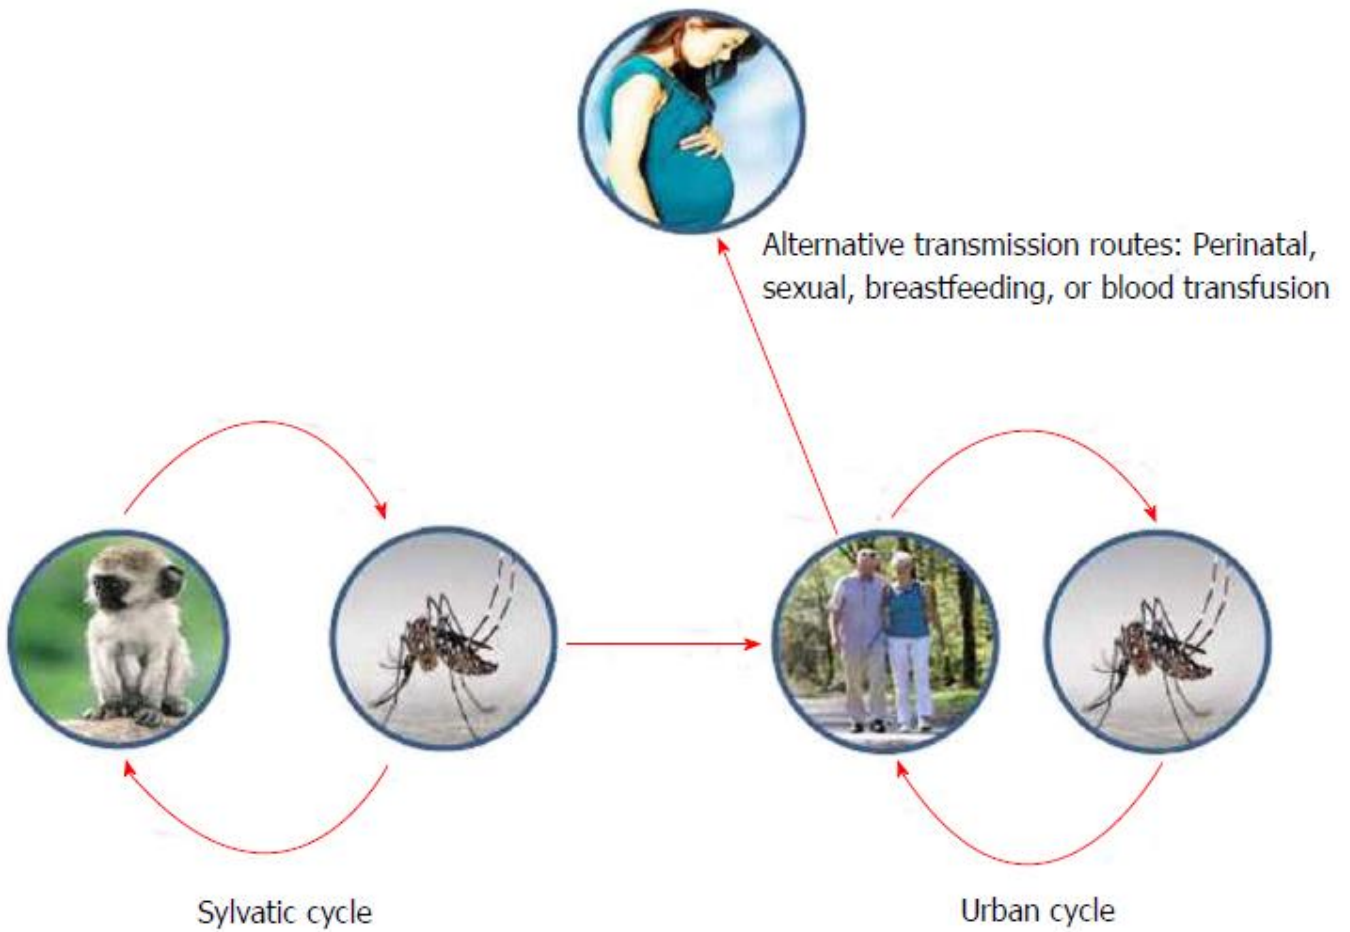 Alternative transmission routes: Perinatal,
sexual, breastfeeding, or blood transfusion
Sylvatic cycle
Urban cycle